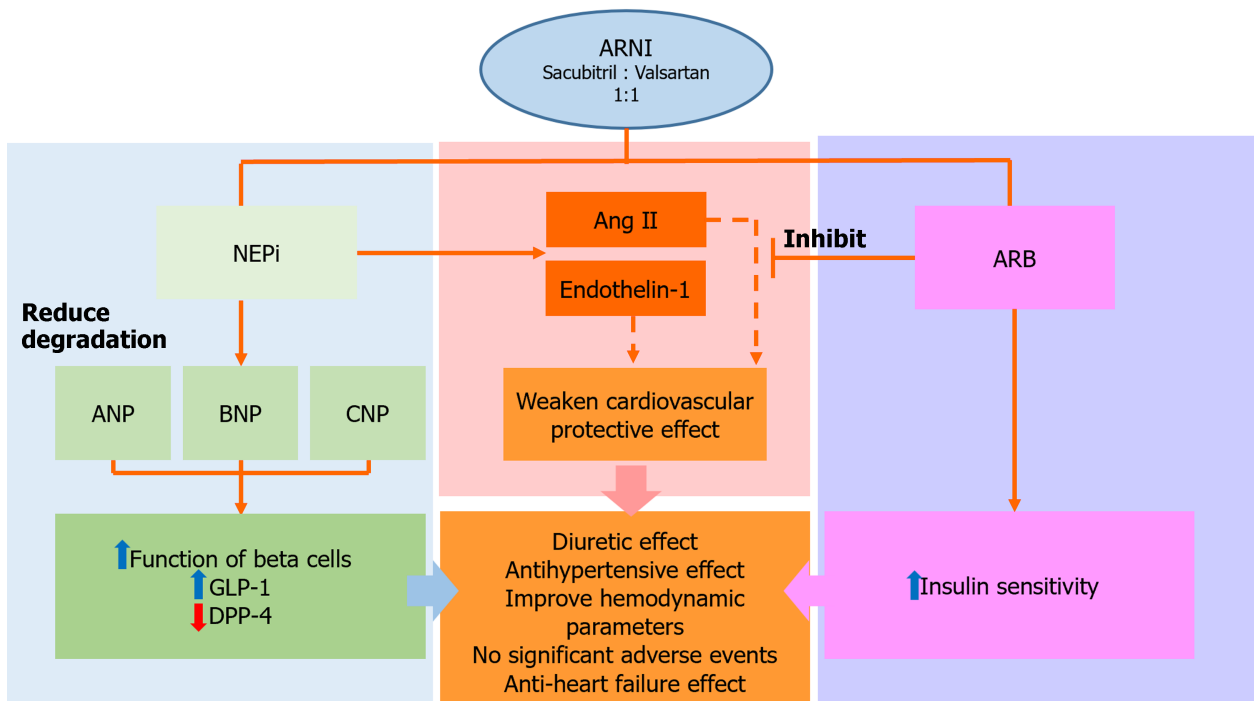 ARNI
Sacubitril : Valsartan
1:1
NEPi
Ang II
Endothelin-1
Inhibit
ARB
Reduce
degradation
ANP
BNP
CNP
Weaken cardiovascular
protective effect
Function of beta cells
GLP-1
DPP-4
Diuretic effect
Antihypertensive effect
Improve hemodynamic
parameters
No significant adverse events
Anti-heart failure effect
Insulin sensitivity